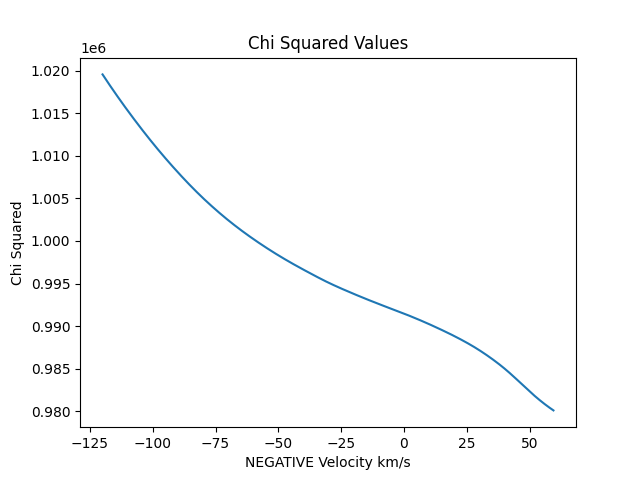 Chi Squared Values
1e6
1.020
1.015
1.010
1.005
1.000
0.995
0.990
0.985
0.980
Chi Squared
−125 −100 −75 −50 −25 0 25 50
NEGATIVE Velocity km/s